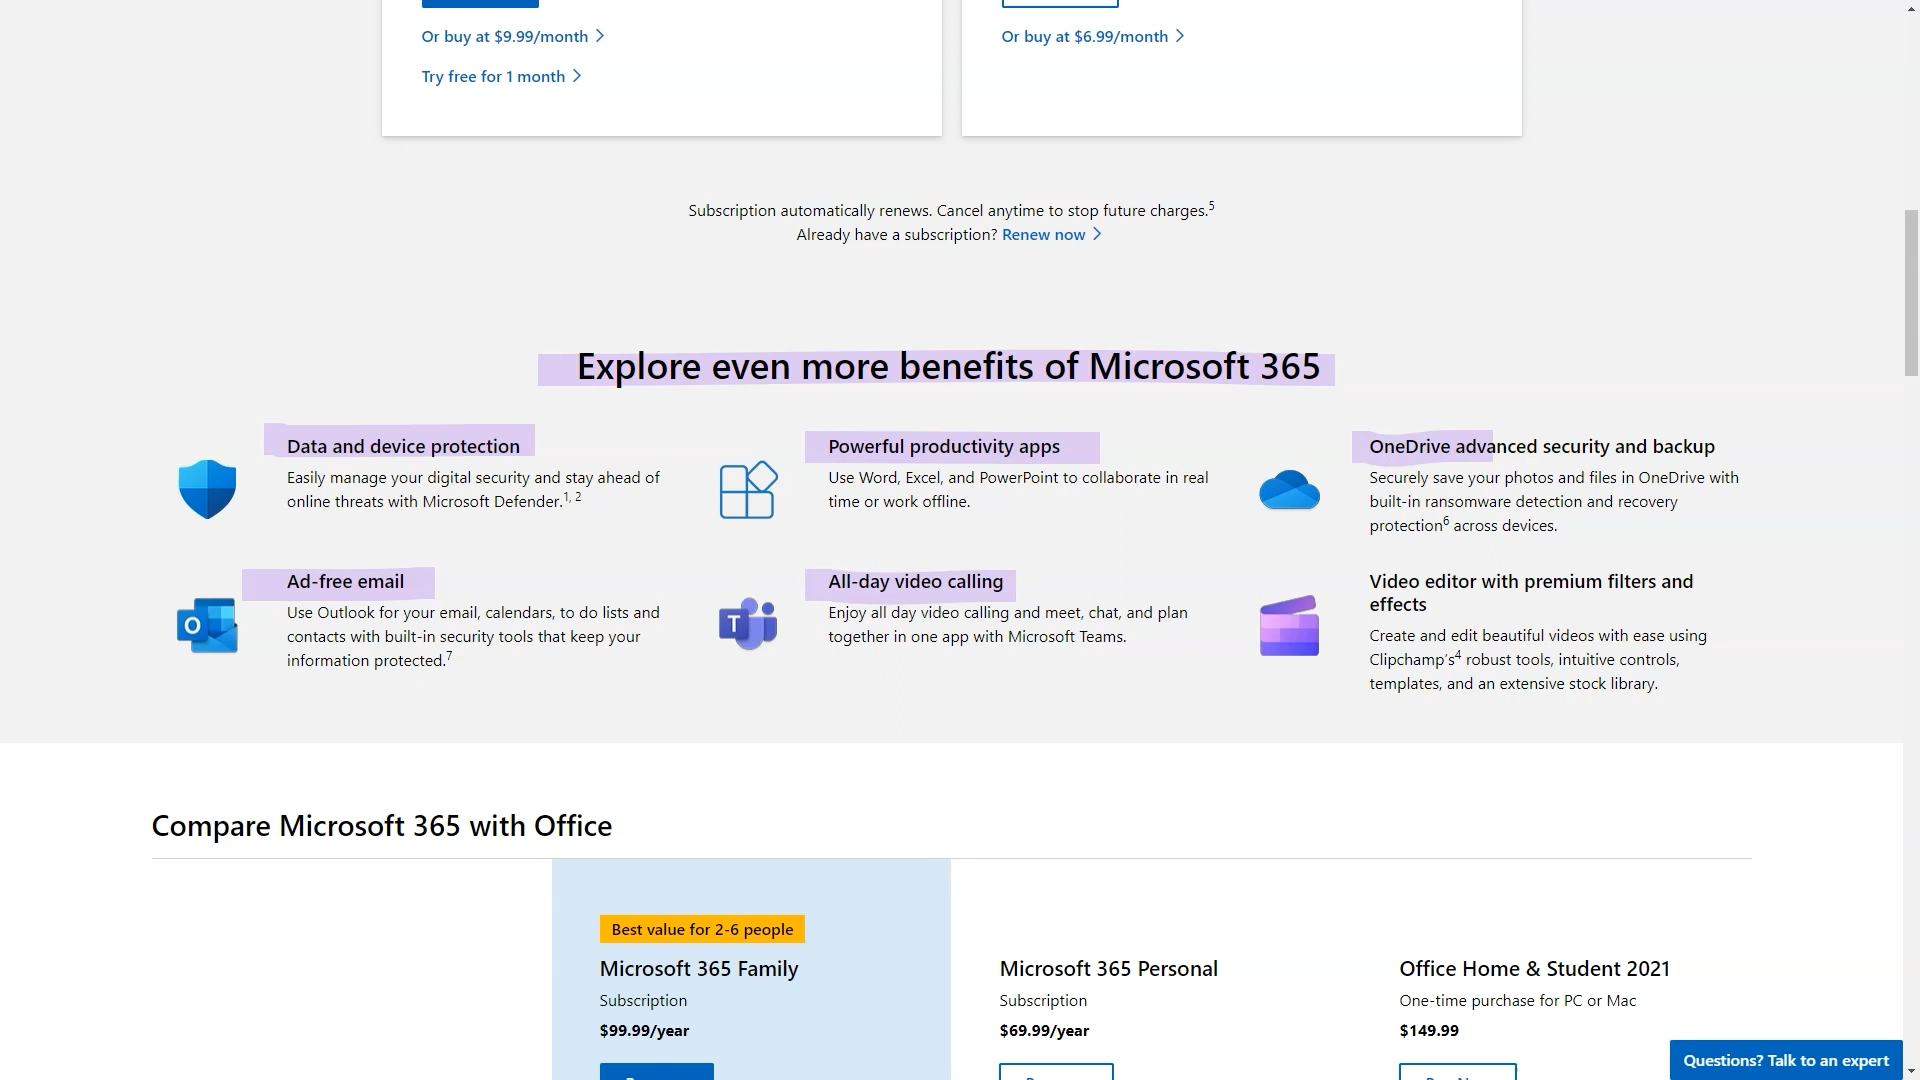 Or buy at $9.99/month
Or buy at $6.99/month
Try free for 1 month
Subscription automatically renews. Cancel anytime to stop future charges.5
Already have a subscription? Renew now
Explore even more benefits of Microsoft 365
Data and device protection
Easily manage your digital security and stay ahead of
online threats with Microsoft Defender.1, 2
Powerful productivity apps
Use Word, Excel, and PowerPoint to collaborate in real
time or work offline.
OneDrive advanced security and backup
Securely save your photos and files in OneDrive with
built-in ransomware detection and recovery
protection6 across devices.
Ad-free email
O
Use Outlook for your email, calendars, to do lists and
contacts with built-in security tools that keep your
information protected.7
All-day video calling
T
Enjoy all day video calling and meet, chat, and plan
together in one app with Microsoft Teams.
Video editor with premium filters and
effects
Create and edit beautiful videos with ease using
Clipchamp's4 robust tools, intuitive controls,
templates, and an extensive stock library.
Compare Microsoft 365 with Office
Best value for 2-6 people
Microsoft 365 Family
Subscription
$99.99/year
Microsoft 365 Personal
Subscription
$69.99/year
Office Home & Student 2021
One-time purchase for PC or Mac
$149.99
Questions? Talk to an expert